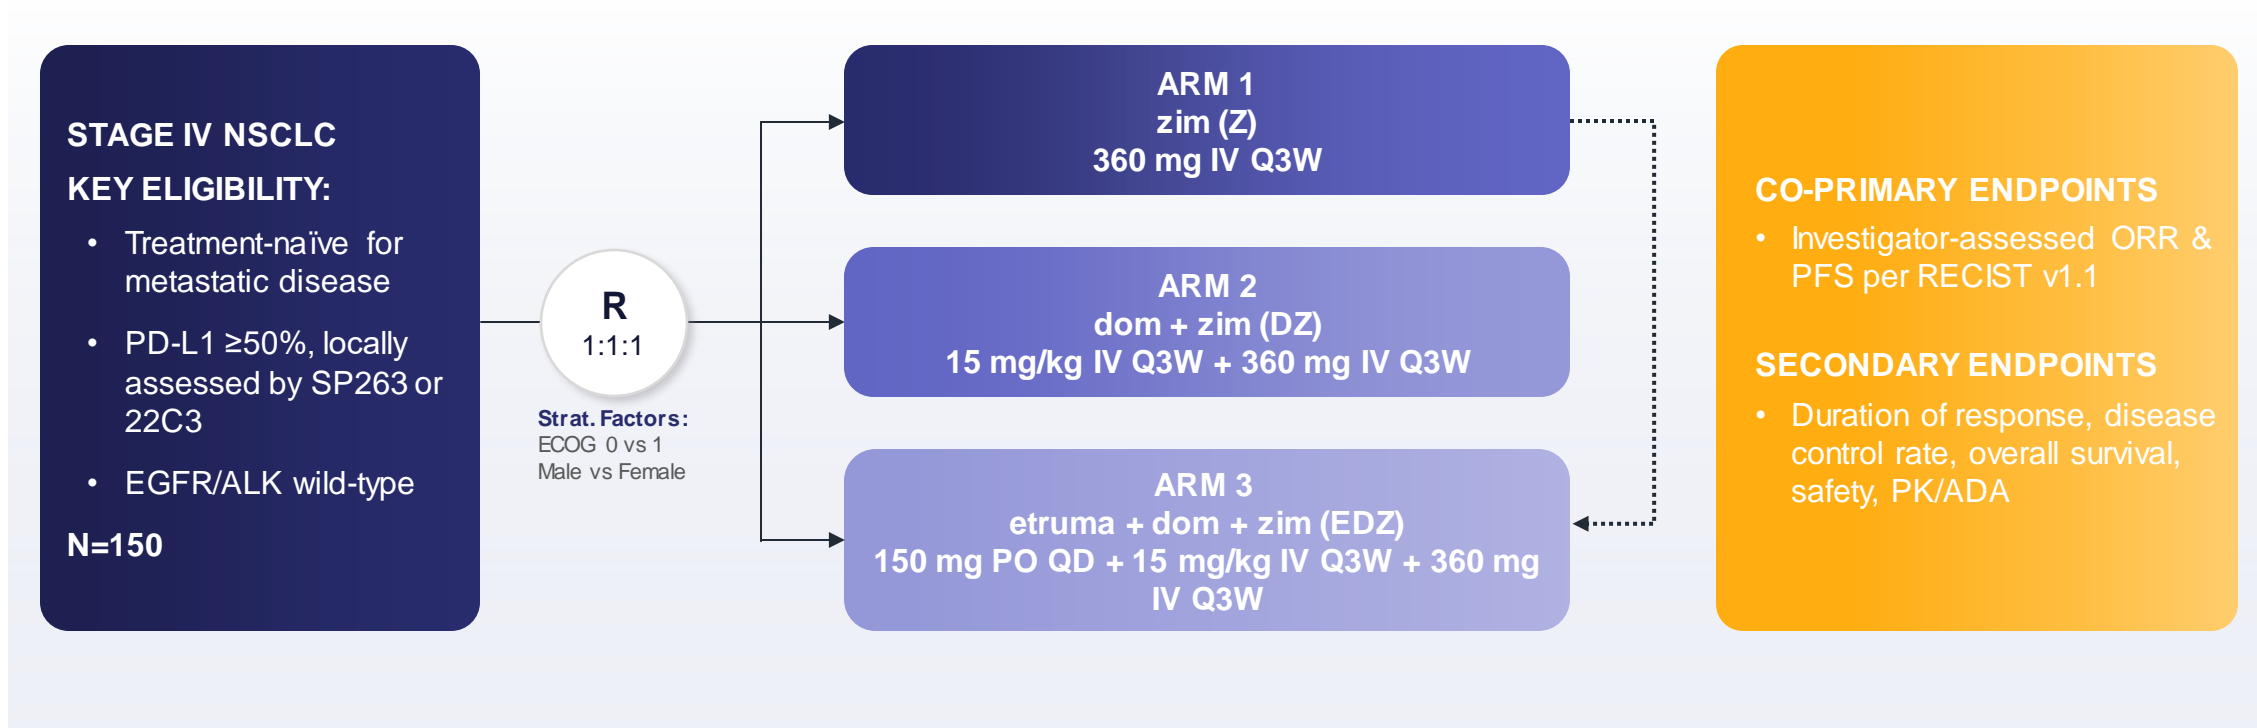 STAGE IV NSCLC
KEY ELIGIBILITY:
• Treatment-naïve for
metastatic disease
• PD-L1 ≥50%, locally
assessed by SP263 or
22C3
• EGFR/ALK wild-type
N=150
R
1:1:1
Strat. Factors:
ECOG 0 vs 1
Male vs Female
ARM 1
zim (Z)
360 mg IV Q3W
ARM 2
dom + zim (DZ)
15 mg/kg IV Q3W + 360 mg IV Q3W
ARM 3
etruma + dom + zim (EDZ)
150 mg PO QD + 15 mg/kg IV Q3W + 360 mg
IV Q3W
CO-PRIMARY ENDPOINTS
• Investigator-assessed ORR &
PFS per RECIST v1.1
SECONDARY ENDPOINTS
• Duration of response, disease
control rate, overall survival,
safety, PK/ADA